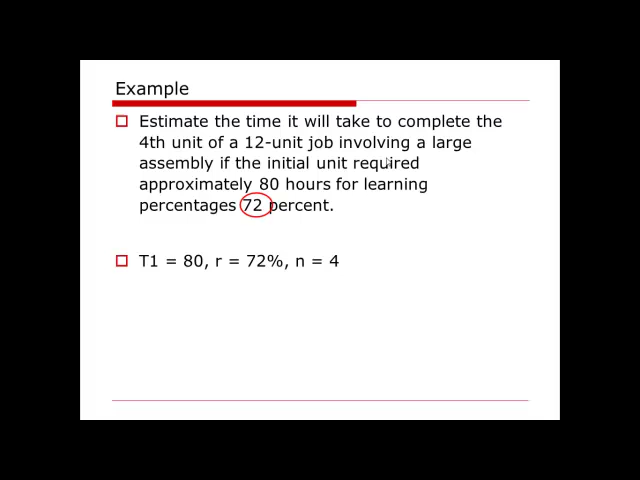 Example
Estimate the time it will take to complete the
4th unit of a 12-unit job involving a large
assembly if the initial unit required
approximately 80 hours for learning
percentages 72 percent.
T1 = 80, r = 72%, n = 4